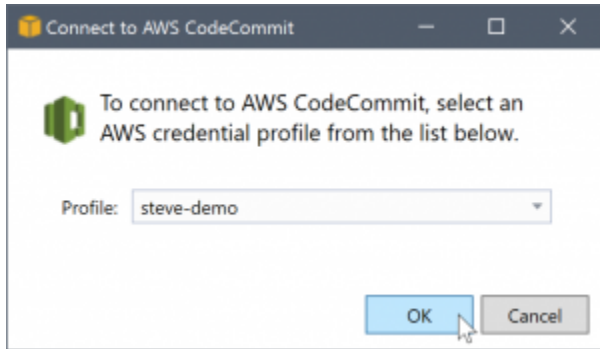 Connect to AWS CodeCommit
To connect to AWS CodeCommit, select an
AWS credential profile from the list below.
Profile: steve-demo
OK Cancel